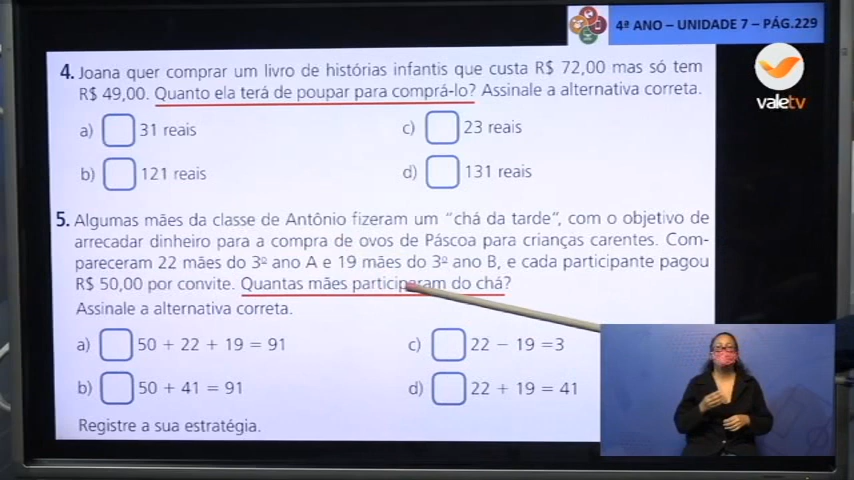 4ª ANO – UNIDADE 7 – PÁG.229
valetv
4. Joana quer comprar um livro de histórias infantis que custa R$ 72,00 mas só tem
R$ 49,00. Quanto ela terá de poupar para comprá-lo? Assinale a alternativa correta.
a) 31 reais
c) 23 reais
b) 121 reais
d) 131 reais
5. Algumas mães da classe de Antônio fizeram um “chá da tarde”, com o objetivo de
arrecadar dinheiro para a compra de ovos de Páscoa para crianças carentes. Com-
pareceram 22 mães do 3º ano A e 19 mães do 3º ano B, e cada participante pagou
R$ 50,00 por convite. Quantas mães participaram do chá?
Assinale a alternativa correta.
a) 50 + 22 + 19 = 91
c) 22 – 19 =3
b) 50 + 41 = 91
d) 22 + 19 = 41
Registre a sua estratégia.